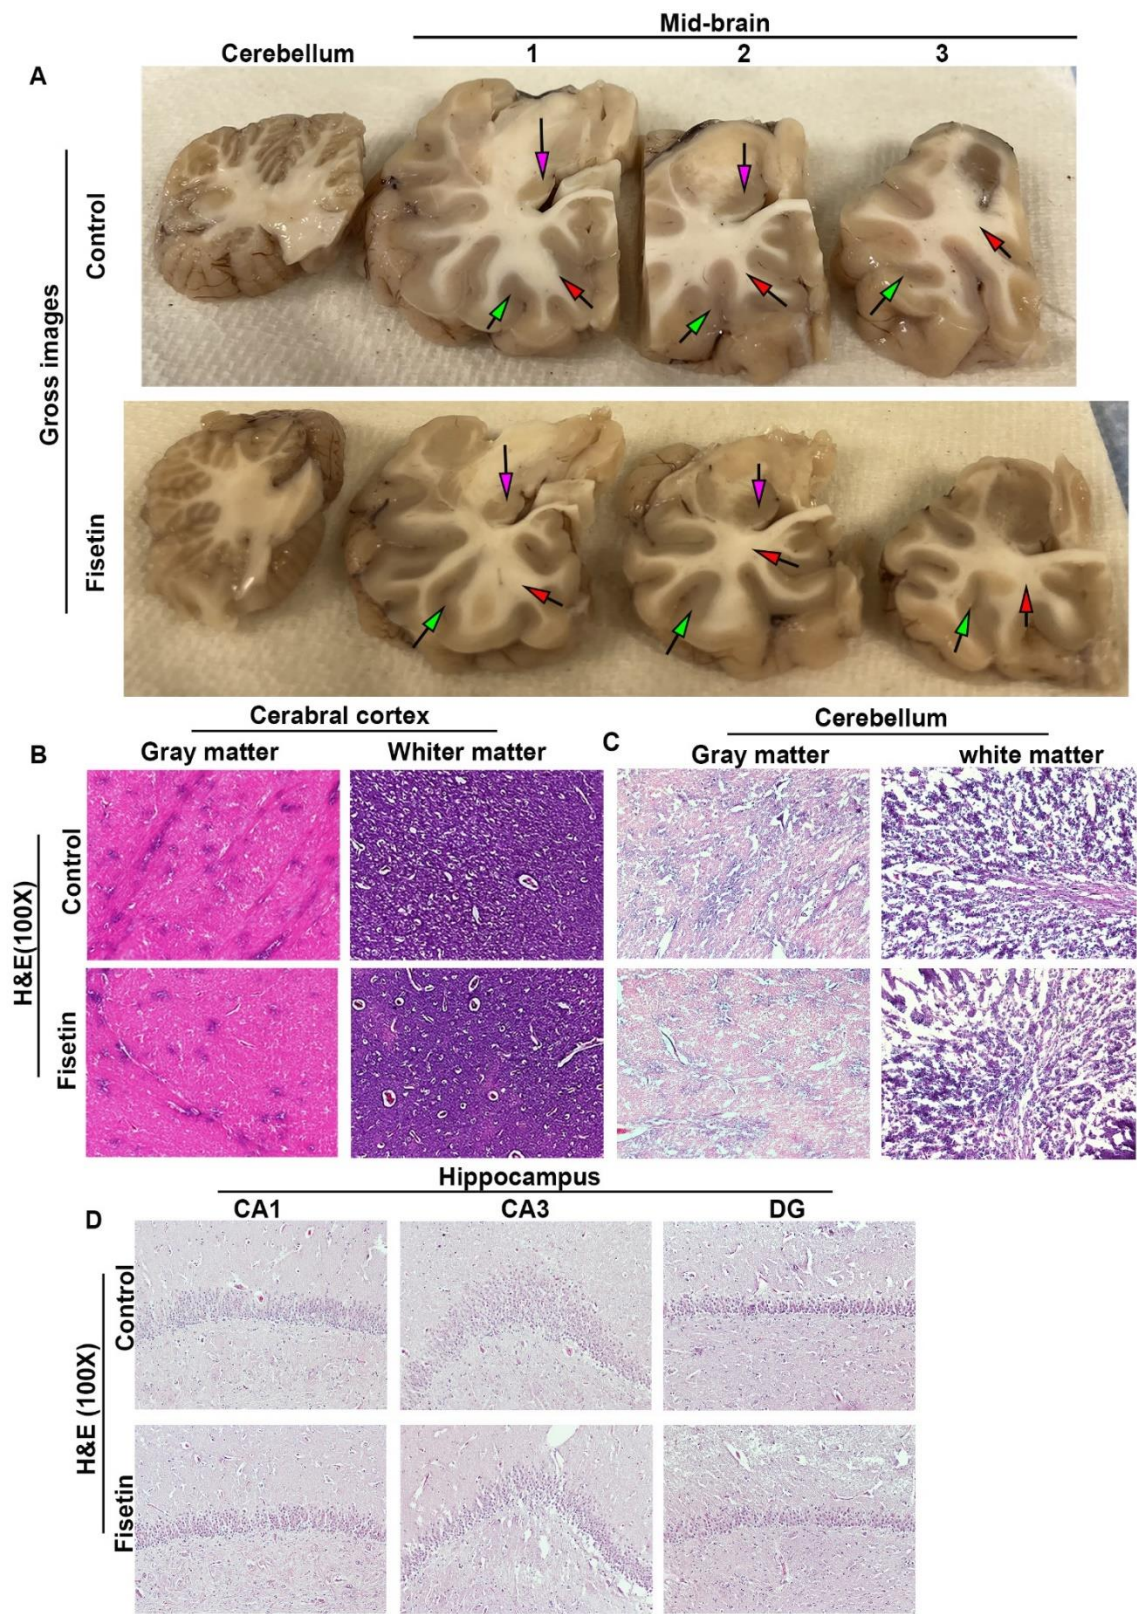 Mid-brain
Cerebellum 1 2 3
A
Gross images
Control
Fisetin
Cerabral cortex
Cerebellum
B Gray matter Whiter matter
C Gray matter white matter
H&E(100X)
Control
Fisetin
Hippocampus
D CA1 CA3 DG
H&E (100X)
Control
Fisetin